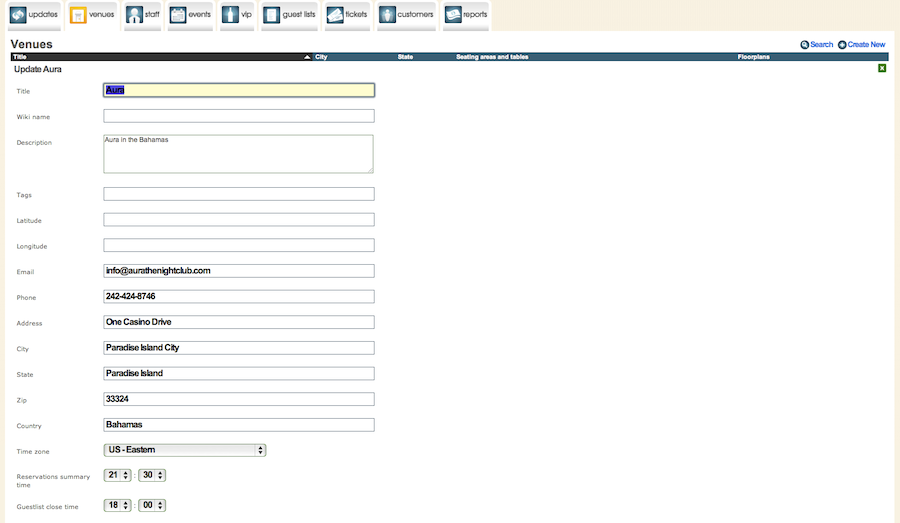 updates venues staff events vip guest lists tickets customers reports
Venues
Search Create New
Title City State Seating areas and tables Floorplans
Update Aura
Title Aura
Wiki name
Description Aura in the Bahamas
Tags
Latitude
Longitude
Email info@aurathenightclub.com
Phone 242-424-8746
Address One Casino Drive
City Paradise Island City
State Paradise Island
Zip 33324
Country Bahamas
Time zone US - Eastern
Reservations summary time 21 : 30
Guestlist close time 18 : 00